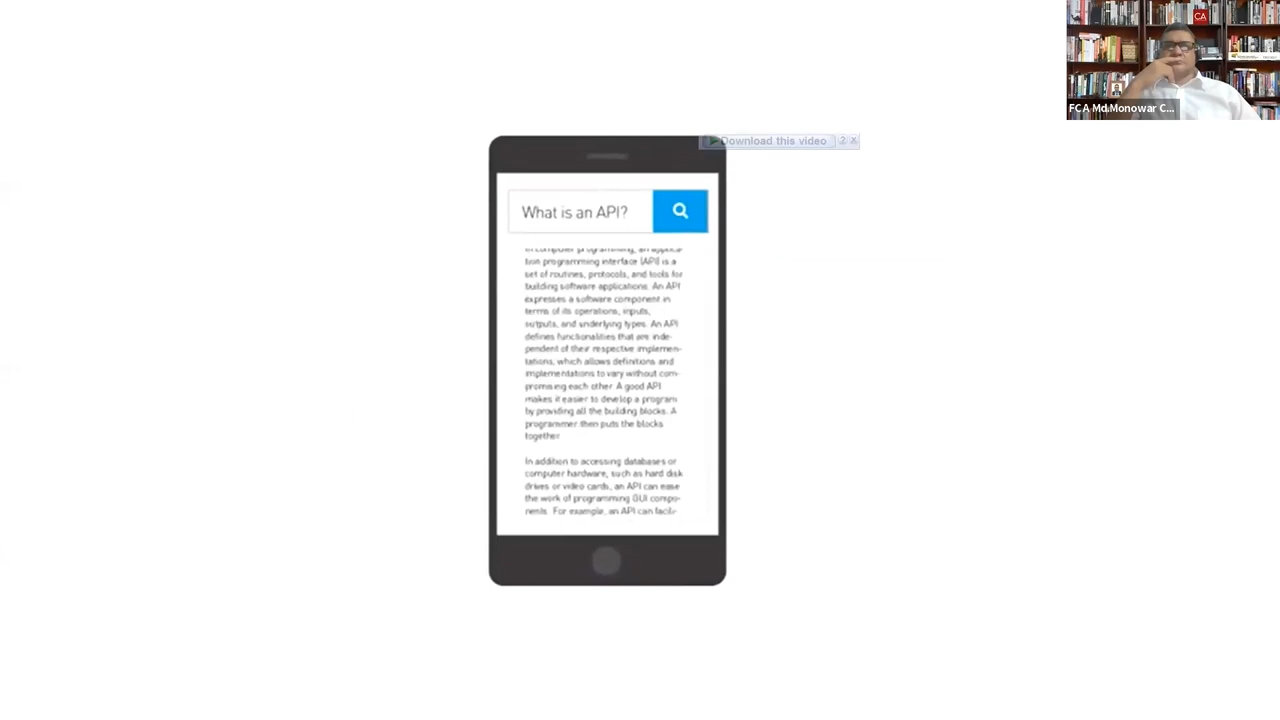 CA
FCA Md.Monowar C...
Download this video
? x
What is an API?
In computer programming, an applica-
tion programming interface (API) is a
set of routines, protocols, and tools for
building software applications. An API
expresses a software component in
terms of its operations, inputs,
outputs, and underlying types. An API
defines functionalities that are inde-
pendent of their respective implemen-
tations, which allows definitions and
implementations to vary without com-
promising each other. A good API
makes it easier to develop a program
by providing all the building blocks. A
programmer then puts the blocks
together.
In addition to accessing databases or
computer hardware, such as hard disk
drives or video cards, an API can ease
the work of programming GUI compo-
nents. For example, an API can facili-